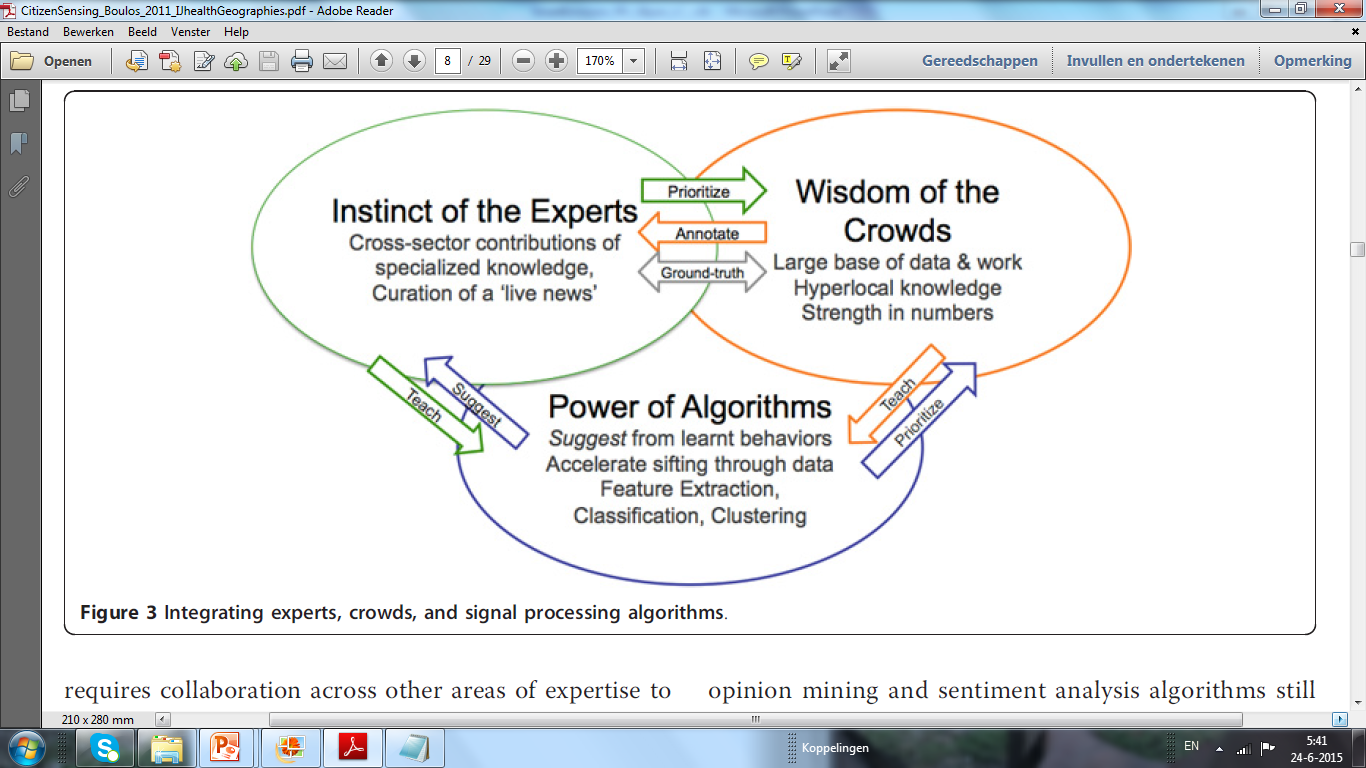 CitizenSensing_Boulos_2011_IJhealthGeographies.pdf - Adobe Reader
Bestand Bewerken Beeld Venster Help
Openen 8 / 29 170% Gereedschappen Invullen en ondertekenen Opmerking
Instinct of the Experts
Cross-sector contributions of
specialized knowledge,
Curation of a ‘live news’
Prioritize
Annotate
Ground-truth
Wisdom of the
Crowds
Large base of data & work
Hyperlocal knowledge
Strength in numbers
Teach
Suggest
Teach
Prioritize
Power of Algorithms
Suggest from learnt behaviors
Accelerate sifting through data
Feature Extraction,
Classification, Clustering
Figure 3 Integrating experts, crowds, and signal processing algorithms.
requires collaboration across other areas of expertise to
opinion mining and sentiment analysis algorithms still
210 x 280 mm
Koppelingen
EN
5:41
24-6-2015